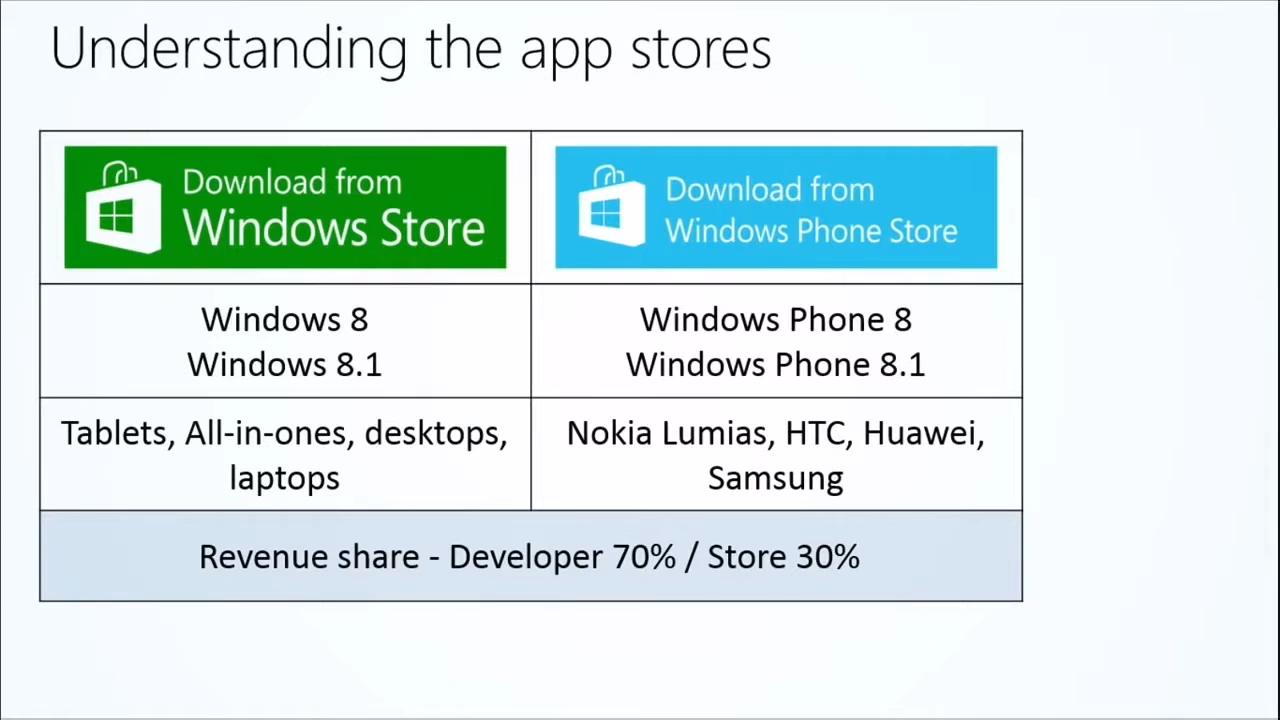 Understanding the app stores
Download from
Windows Store
Download from
Windows Phone Store
Windows 8
Windows 8.1
Windows Phone 8
Windows Phone 8.1
Tablets, All-in-ones, desktops,
laptops
Nokia Lumias, HTC, Huawei,
Samsung
Revenue share - Developer 70% / Store 30%